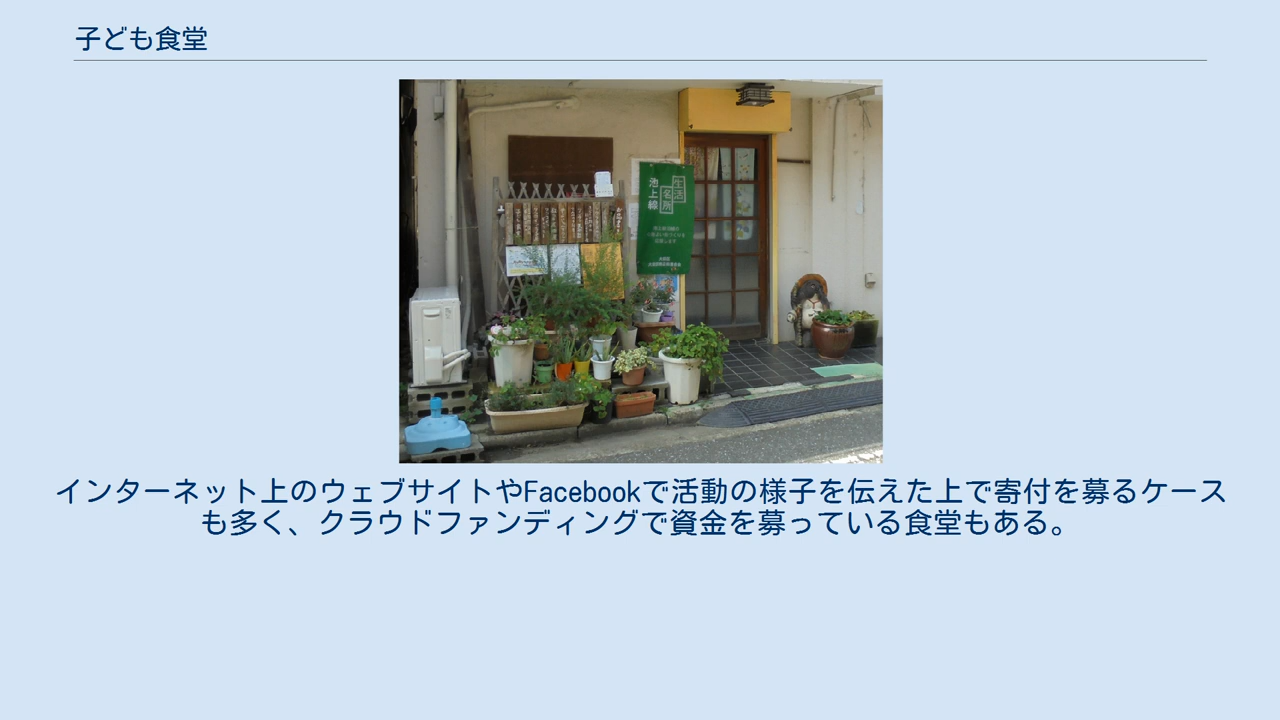 子ども食堂
生活
名所
池上線
インターネット上のウェブサイトやFacebookで活動の様子を伝えた上で寄付を募るケース
も多く、クラウドファンディングで資金を募っている食堂もある。